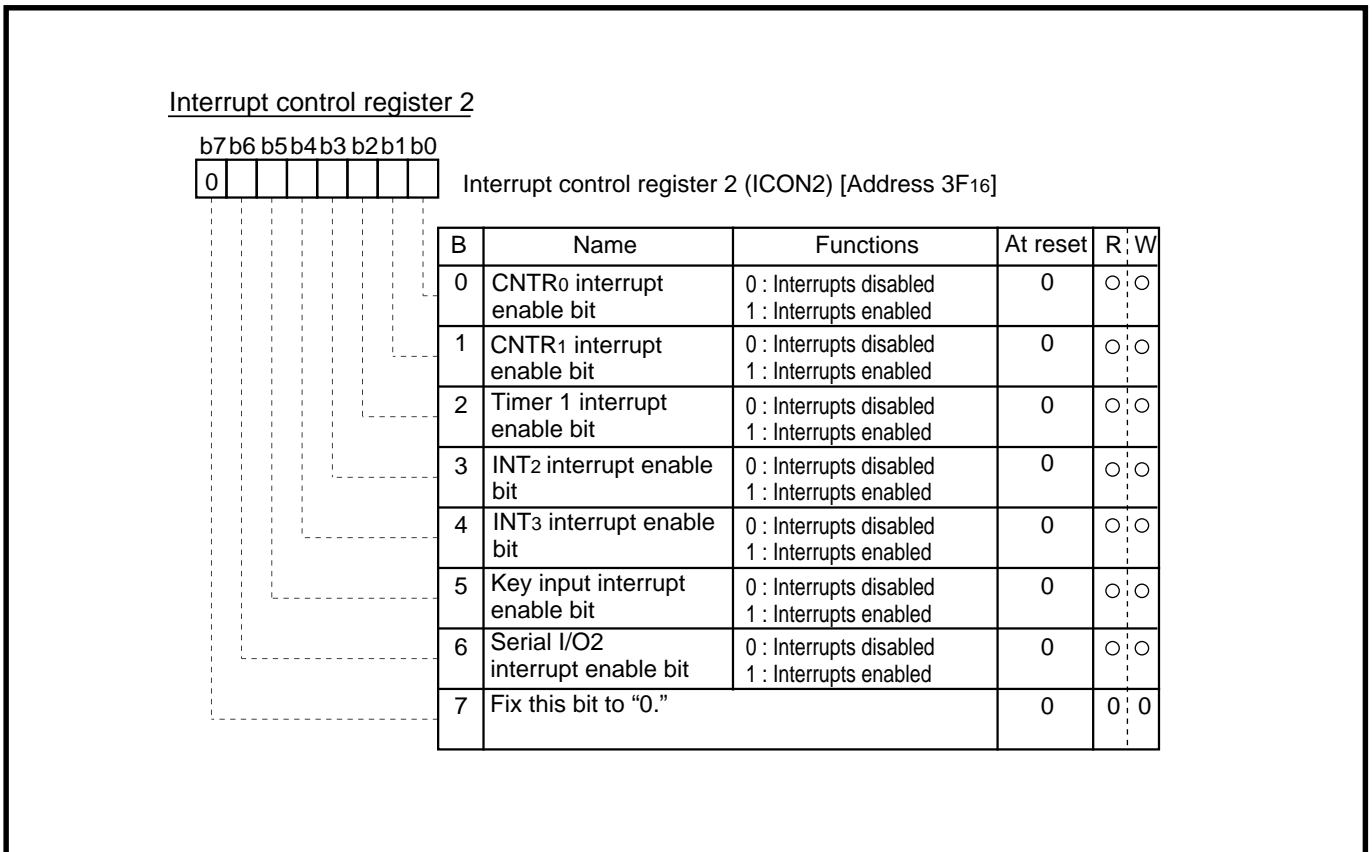 Interrupt control register 2
b7 b6 b5 b4 b3 b2 b1 b0
0
Interrupt control register 2 (ICON2) [Address 3F16]
B Name Functions At reset R W
0 CNTR0 interrupt enable bit 0 : Interrupts disabled 0 ○ ○
1 : Interrupts enabled
1 CNTR1 interrupt enable bit 0 : Interrupts disabled 0 ○ ○
1 : Interrupts enabled
2 Timer 1 interrupt enable bit 0 : Interrupts disabled 0 ○ ○
1 : Interrupts enabled
3 INT2 interrupt enable bit 0 : Interrupts disabled 0 ○ ○
1 : Interrupts enabled
4 INT3 interrupt enable bit 0 : Interrupts disabled 0 ○ ○
1 : Interrupts enabled
5 Key input interrupt enable bit 0 : Interrupts disabled 0 ○ ○
1 : Interrupts enabled
6 Serial I/O2 interrupt enable bit 0 : Interrupts disabled 0 ○ ○
1 : Interrupts enabled
7 Fix this bit to “0.” 0 0 0